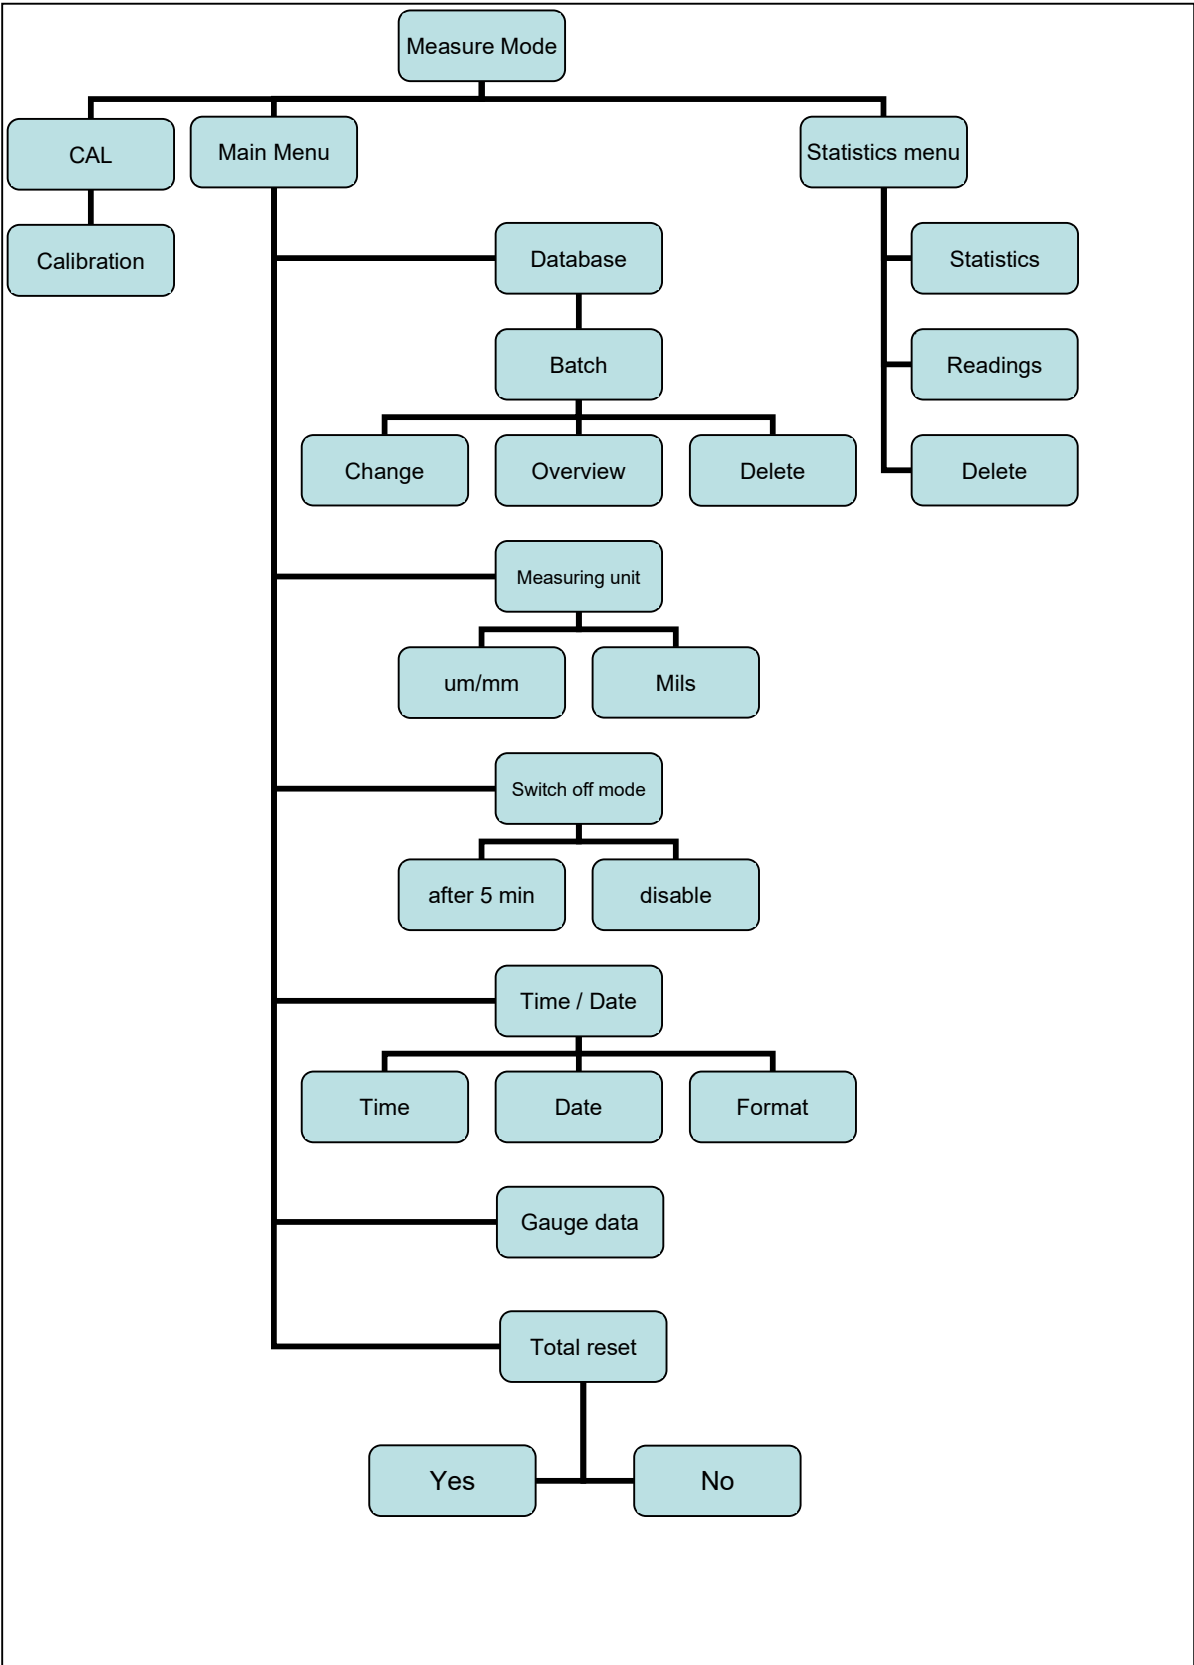 Measure Mode
CAL
Main Menu
Statistics menu
Calibration
Database
Statistics
Batch
Readings
Change
Overview
Delete
Delete
Measuring unit
um/mm
Mils
Switch off mode
after 5 min
disable
Time / Date
Time
Date
Format
Gauge data
Total reset
Yes
No